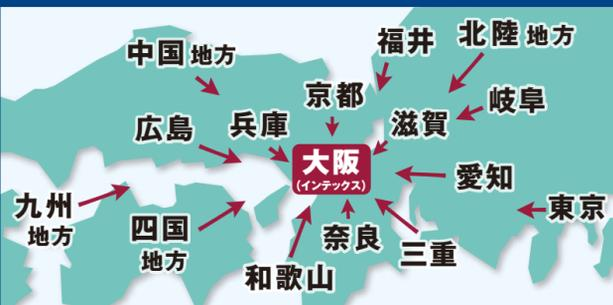 福井
北陸地方
中国地方
京都
岐阜
広島
兵庫
滋賀
大阪
(インテックス)
愛知
九州
地方
四国
地方
奈良
三重
東京
和歌山